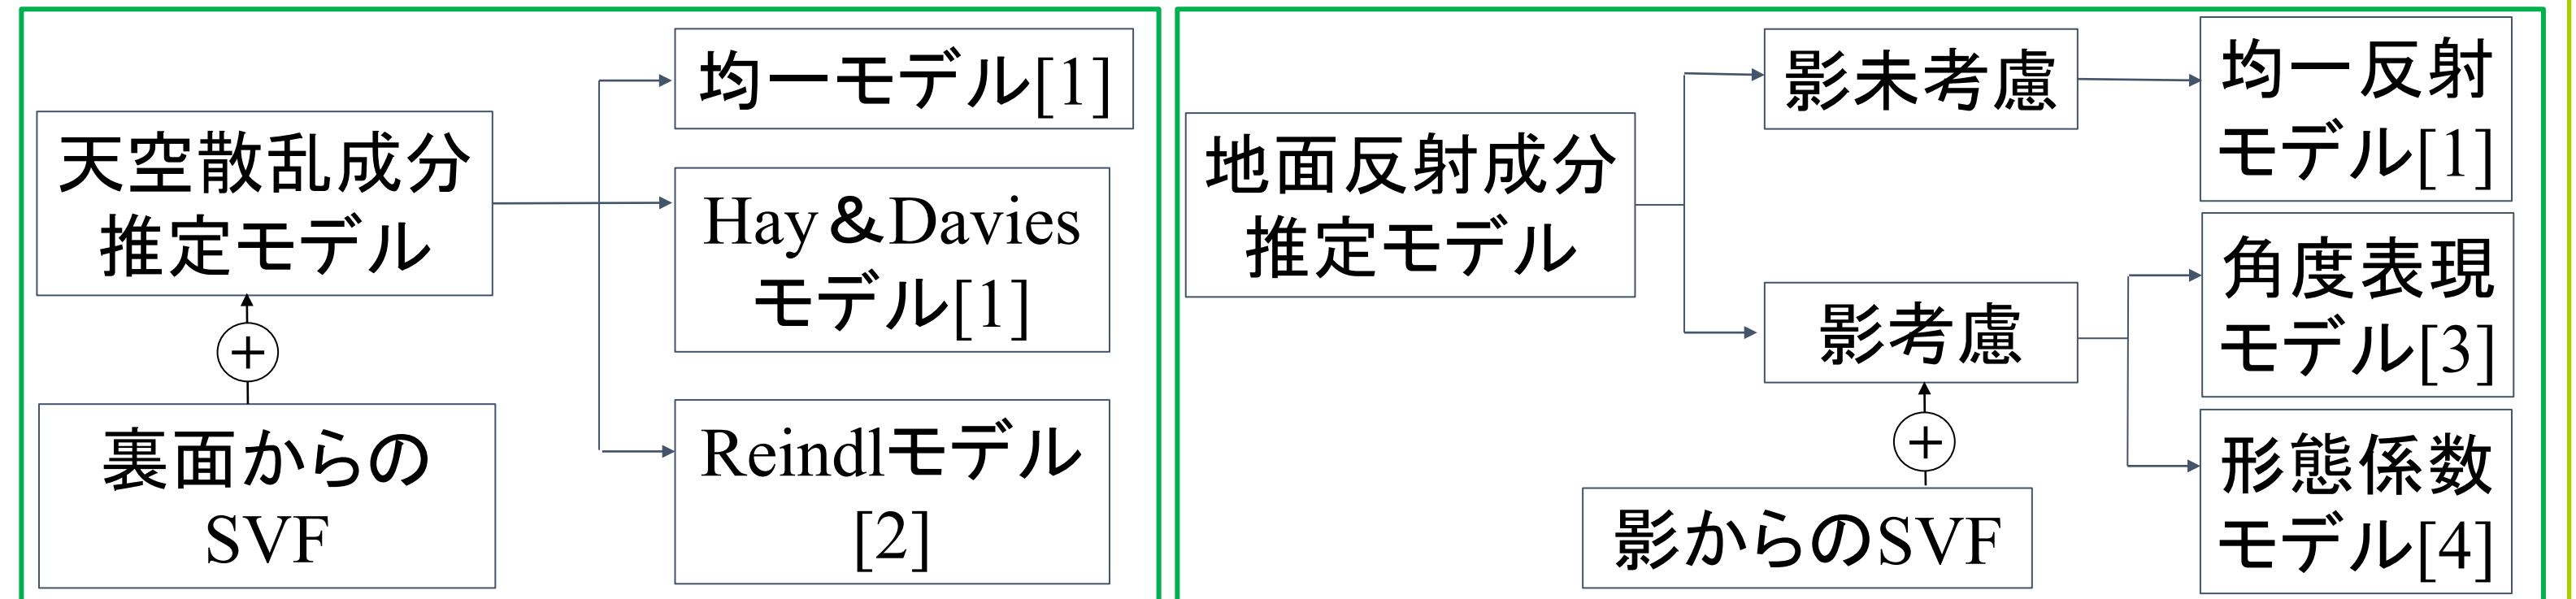 天空散乱成分
推定モデル
+
裏面からの
SVF
均一モデル[1]
Hay＆Davies
モデル[1]
Reindlモデル
[2]
地面反射成分
推定モデル
影未考慮
影考慮
+
影からのSVF
均一反射
モデル[1]
角度表現
モデル[3]
形態係数
モデル[4]